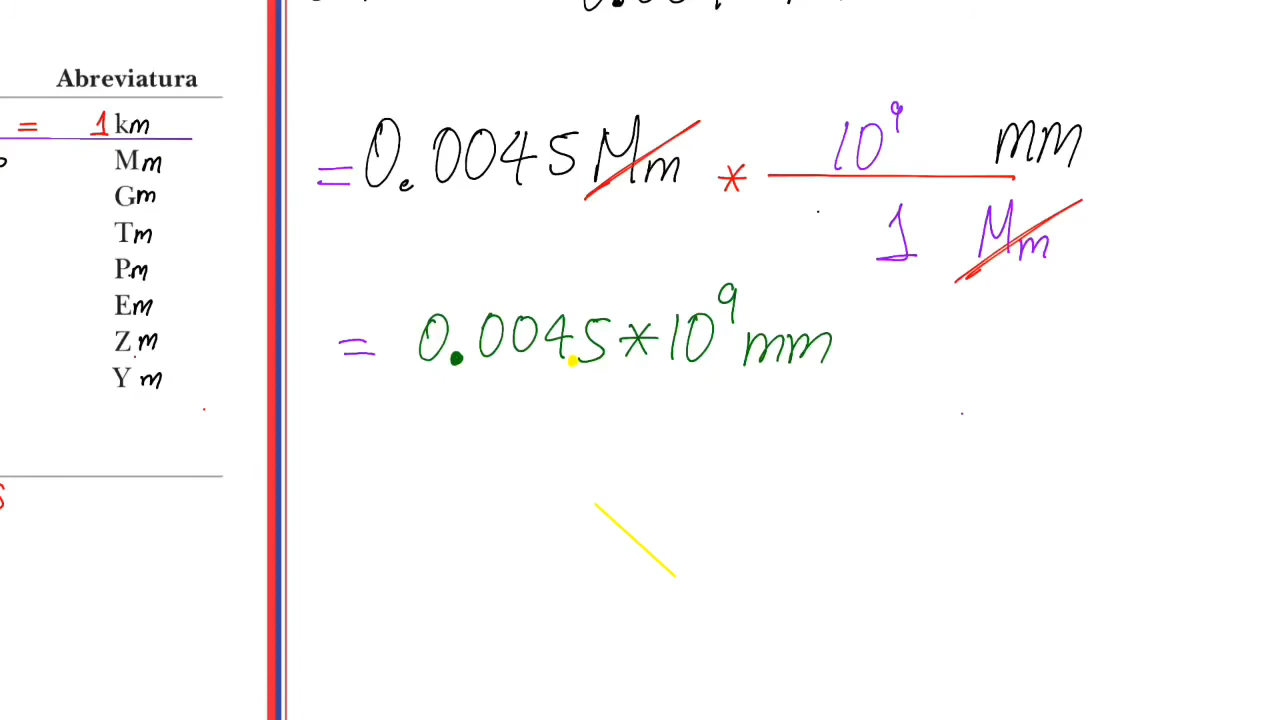 Abreviatura
= 1 km
Mm
Gm
Tm
Pm
Em
Zm
Ym
= 0.0045 Mm * 10⁹ mm
1 Mm
= 0.0045 * 10⁹ mm